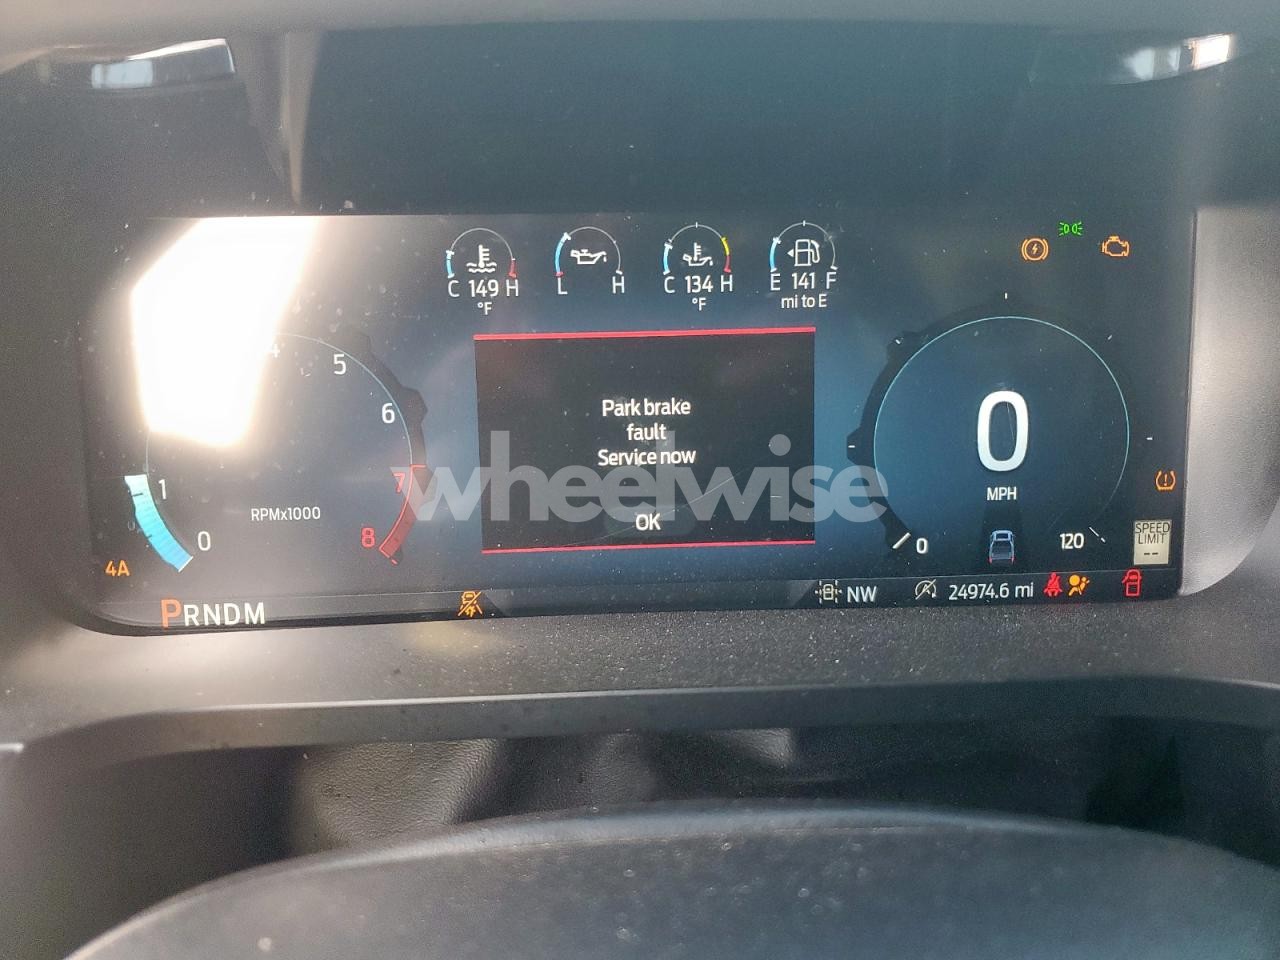 C 149 H
°F
L H
C 134 H
°F
E 141 F
mi to E
4
5
6
7
8
1
0
RPMx1000
Park brake
fault
Service now
OK
wheelwise
0
MPH
0
120
SPEED
LIMIT
--
4A
PRNDM
NW
24974.6 mi